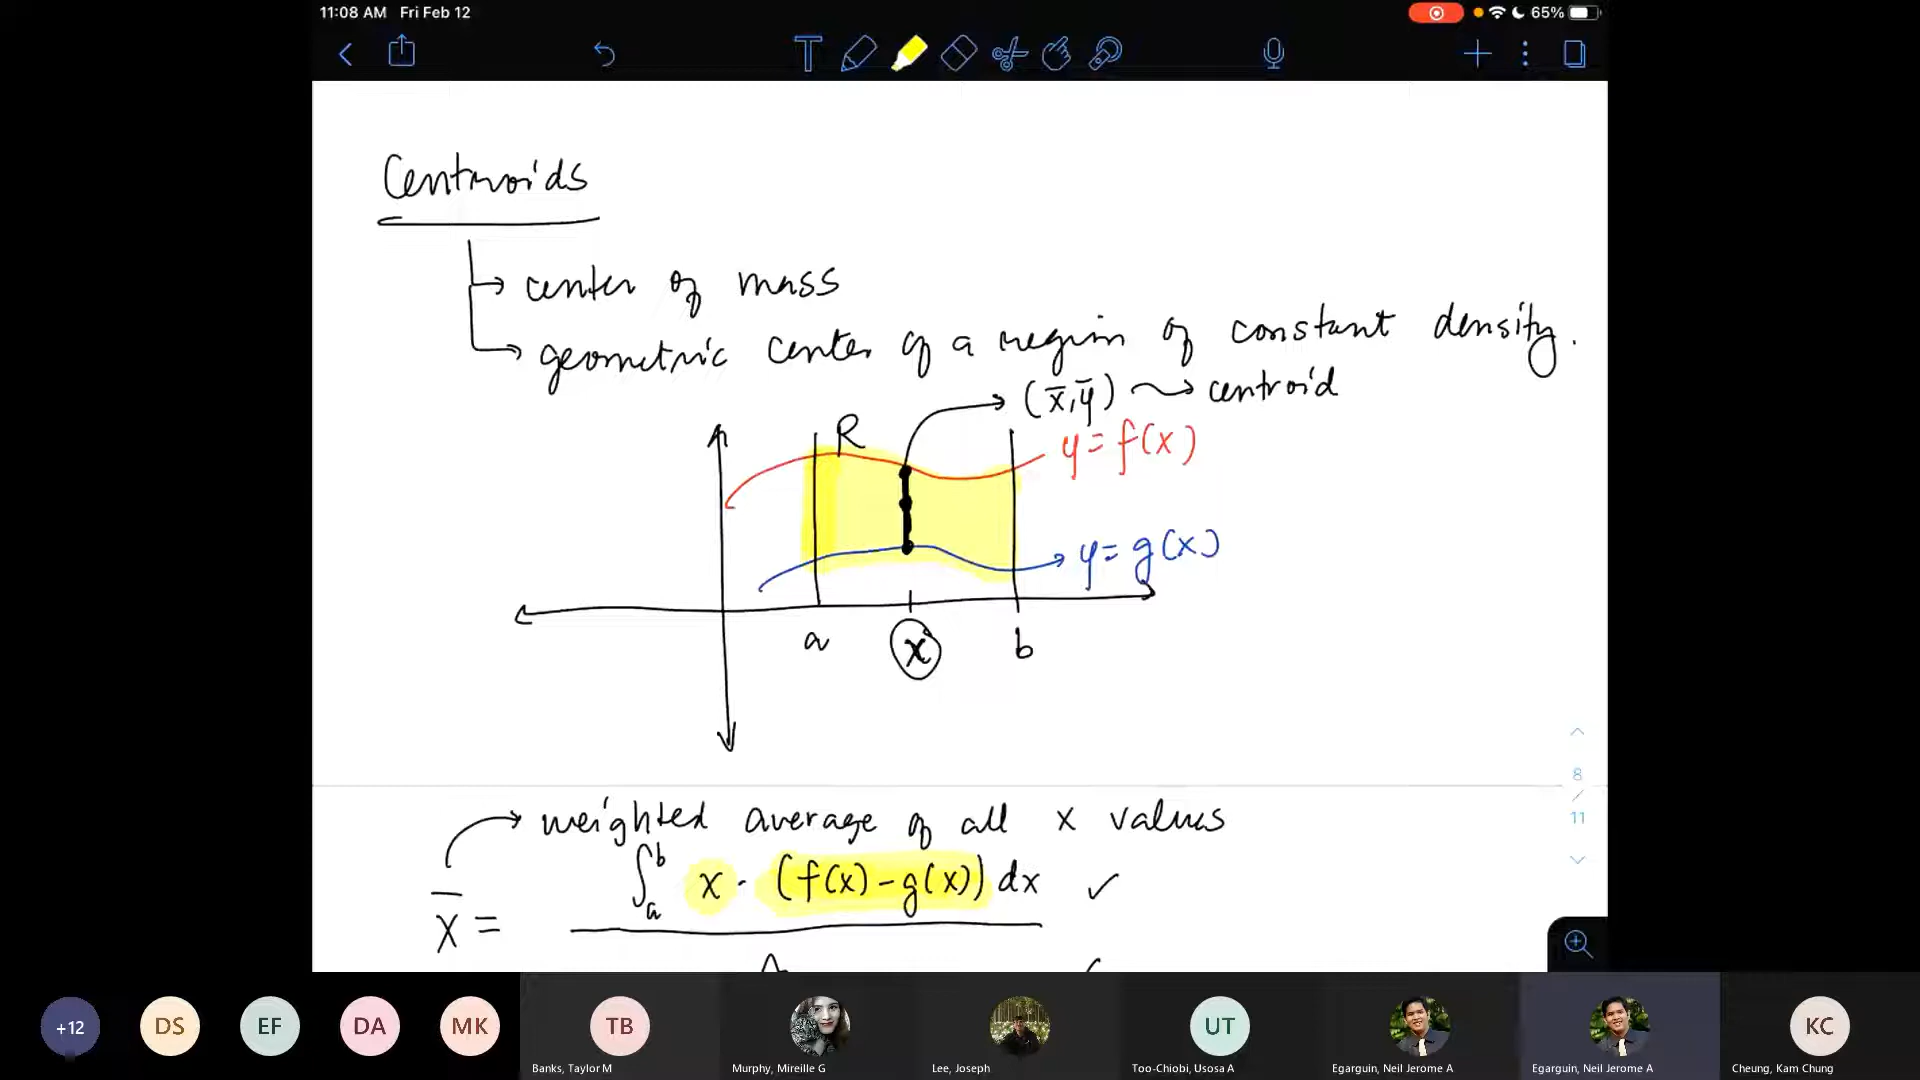 11:08 AM Fri Feb 12
65%
T
Centroids
→ center of mass
→ geometric center of a region of constant density.
(x̄,ȳ) ⟿ centroid
R
y = f(x)
y = g(x)
a x b
8
/
11
weighted average of all x values
x̄ = ∫ₐᵇ x · (f(x) - g(x)) dx ✓
+12 DS EF DA MK TB UT KC
Banks, Taylor M Murphy, Mireille G Lee, Joseph Too-Chiobi, Usosa A Egarguin, Neil Jerome A Egarguin, Neil Jerome A Cheung, Kam Chung